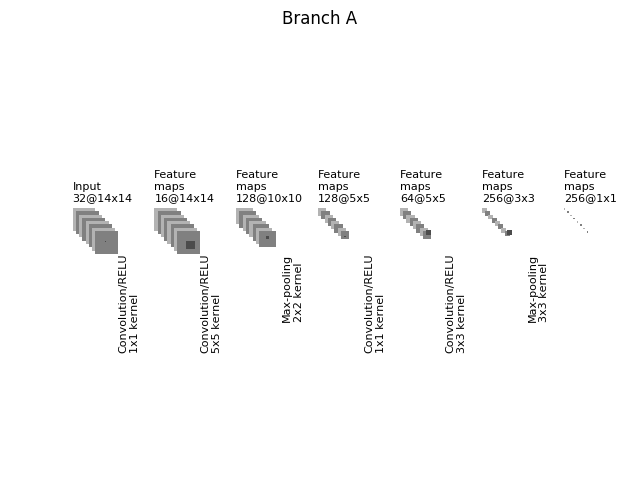 Branch A
Input
32@14x14
Feature
maps
16@14x14
Feature
maps
128@10x10
Feature
maps
128@5x5
Feature
maps
64@5x5
Feature
maps
256@3x3
Feature
maps
256@1x1
Convolution/RELU
1x1 kernel
Convolution/RELU
5x5 kernel
Max-pooling
2x2 kernel
Convolution/RELU
1x1 kernel
Convolution/RELU
3x3 kernel
Max-pooling
3x3 kernel